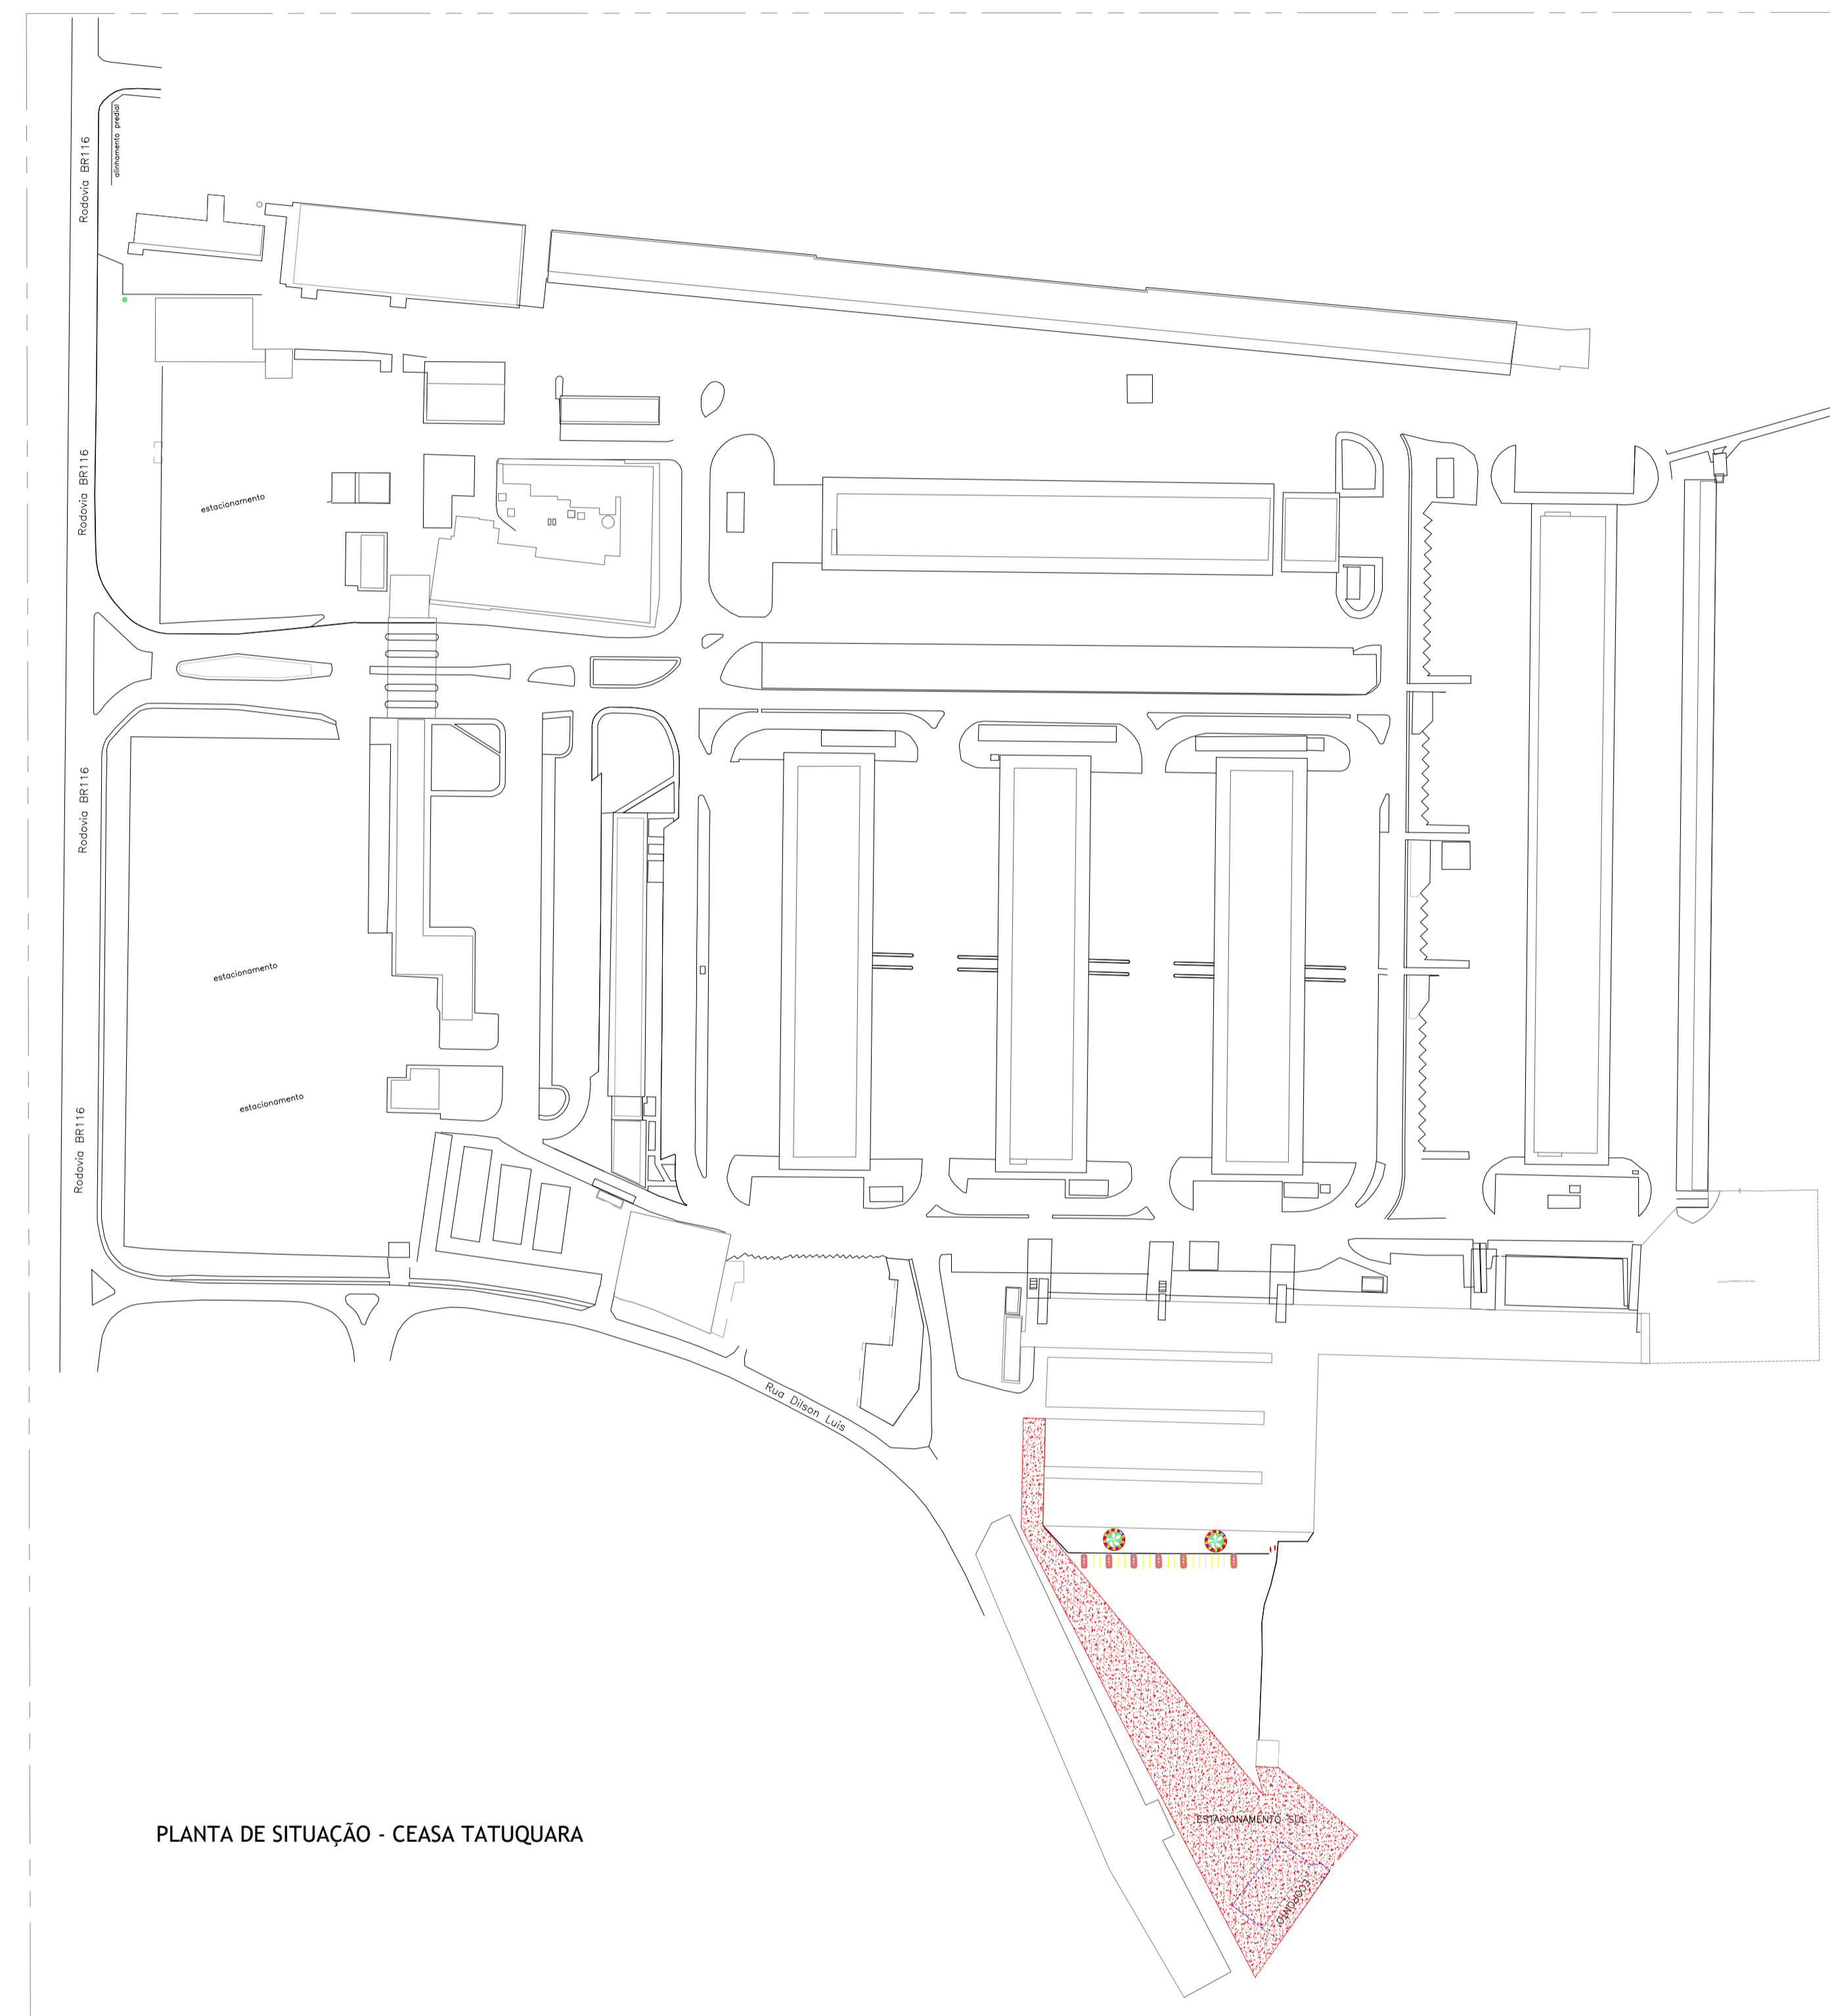 alinhamento predial
Rodovia BR116
Rodovia BR116
estacionamento
Rodovia BR116
estacionamento
estacionamento
Rodovia BR116
Rua Dilson Luis
ESTACIONAMENTO SUL
PLANTA DE SITUAÇÃO - CEASA TATUQUARA
ECOPONTO